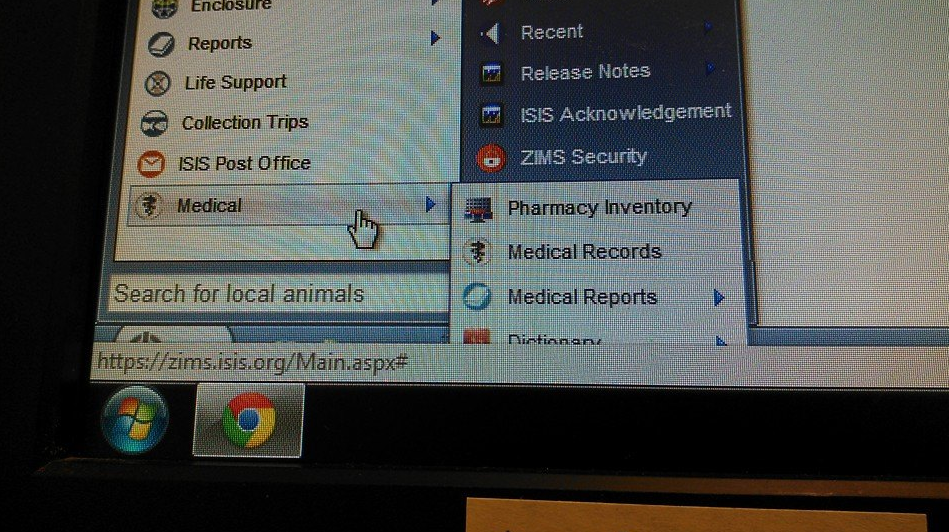 Enclosure
Reports
Life Support
Collection Trips
ISIS Post Office
Medical
Search for local animals
Recent
Release Notes
ISIS Acknowledgement
ZIMS Security
Pharmacy Inventory
Medical Records
Medical Reports
Dictionary
https://zims.isis.org/Main.aspx#